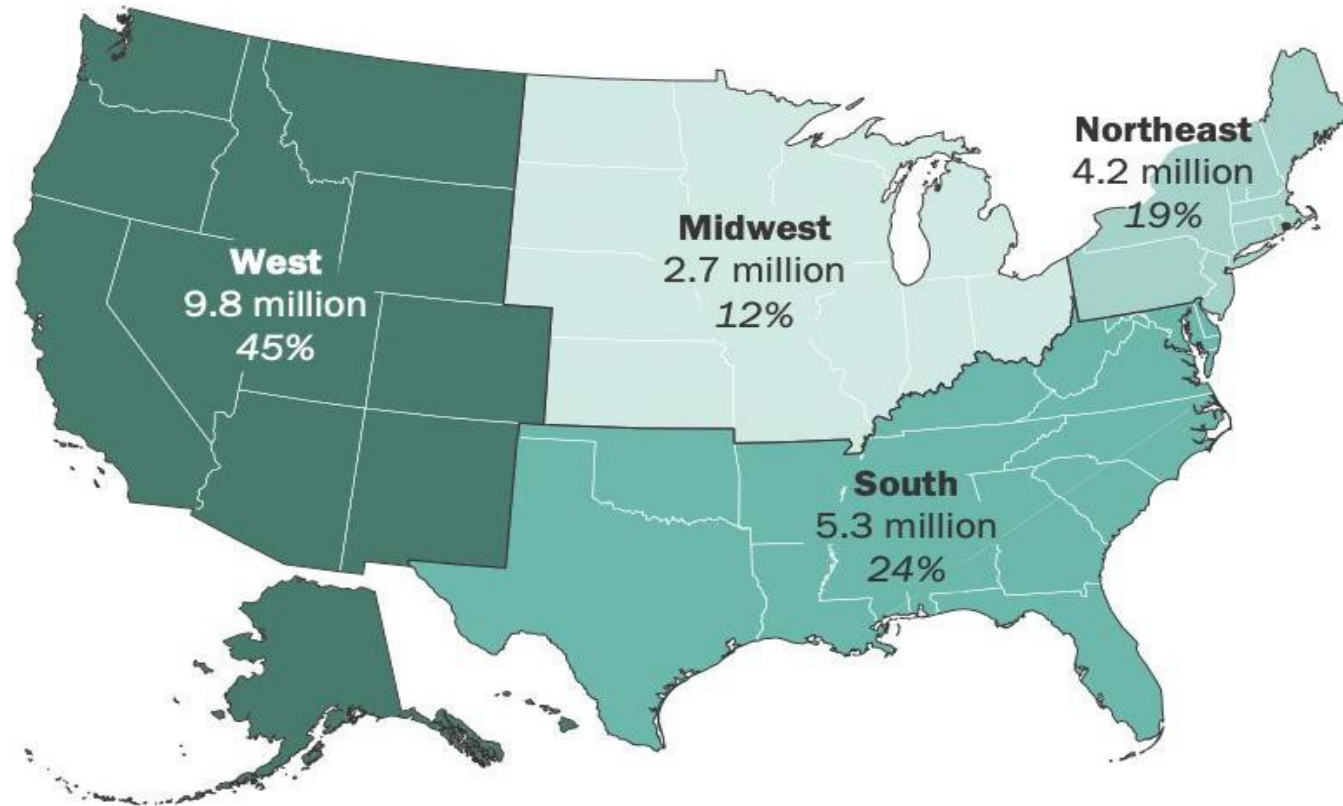 Northeast
4.2 million
19%
Midwest
2.7 million
12%
West
9.8 million
45%
South
5.3 million
24%